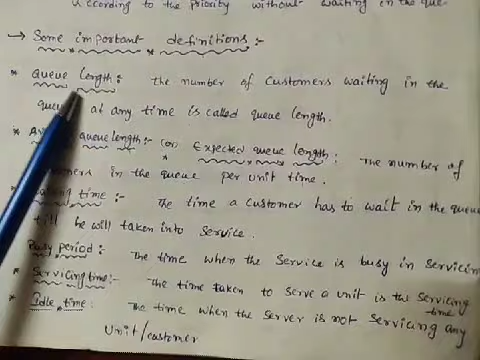 According to the priority without waiting in the que
→ Some important definitions:-
* Queue length: The number of customers waiting in the
que at any time is called queue length.
* queue length:- (or) Expected queue length: The number of
in the queue per unit time.
* time:- The time a customer has to wait in the queue
till he will taken into service.
Busy period: The time when the service is busy in servicin
* Servicing time:- The time taken to serve a unit is the servicing
time
* Idle time: The time when the server is not servicing any
unit/customer